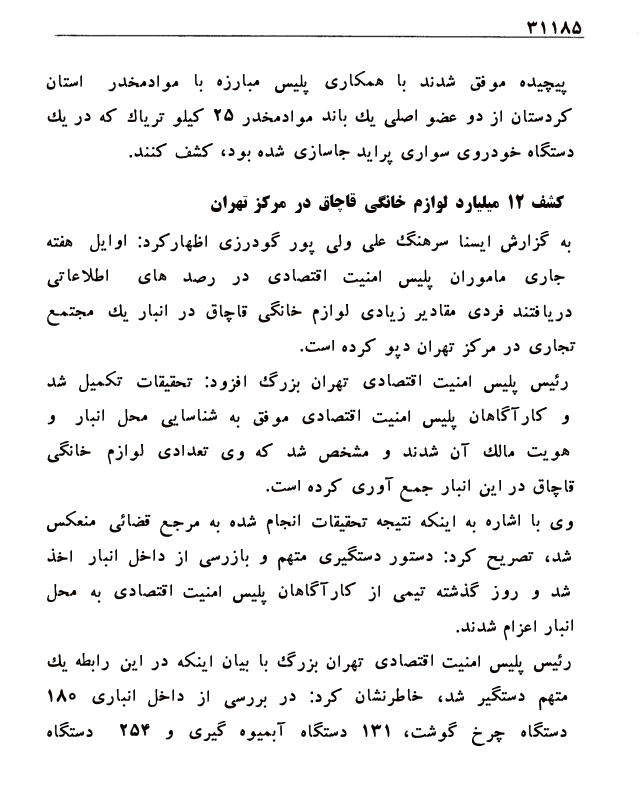 ۳۱۱۸۵
پیچیده موفق شدند با همکاری پلیس مبارزه با موادمخدر استان
کردستان از دو عضو اصلی یك باند موادمخدر ۲۵ کیلو تریاك که در یك
دستگاه خودروی سواری پراید جاسازی شده بود، کشف کنند.
کشف ۱۲ میلیارد لوازم خانگی قاچاق در مرکز تهران
به گزارش ایسنا سرهنگ علی ولی پور گودرزی اظهارکرد: اوایل هفته
جاری ماموران پلیس امنیت اقتصادی در رصد های اطلاعاتی
دریافتند فردی مقادیر زیادی لوازم خانگی قاچاق در انبار یك مجتمع
تجاری در مرکز تهران دپو کرده است.
رئیس پلیس امنیت اقتصادی تهران بزرگ افزود: تحقیقات تکمیل شد
و کارآگاهان پلیس امنیت اقتصادی موفق به شناسایی محل انبار و
هویت مالك آن شدند و مشخص شد که وی تعدادی لوازم خانگی
قاچاق در این انبار جمع آوری کرده است.
وی با اشاره به اینکه نتیجه تحقیقات انجام شده به مرجع قضائی منعکس
شد، تصریح کرد: دستور دستگیری متهم و بازرسی از داخل انبار اخذ
شد و روز گذشته تیمی از کارآگاهان پلیس امنیت اقتصادی به محل
انبار اعزام شدند.
رئیس پلیس امنیت اقتصادی تهران بزرگ با بیان اینکه در این رابطه یك
متهم دستگیر شد، خاطرنشان کرد: در بررسی از داخل انباری ۱۸۰
دستگاه چرخ گوشت، ۱۳۱ دستگاه آبمیوه گیری و ۲۵۴ دستگاه